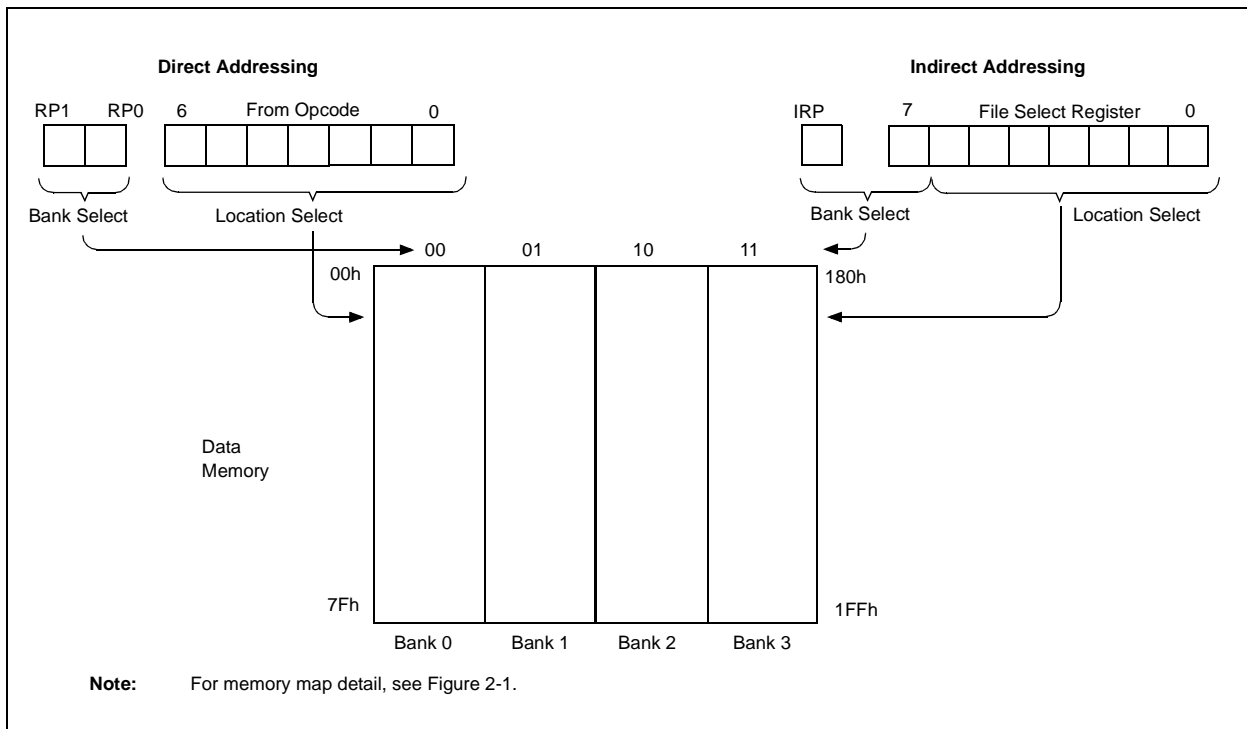 Direct Addressing
Indirect Addressing
RP1 RP0 6 From Opcode 0
IRP 7 File Select Register 0
Bank Select Location Select
Bank Select Location Select
00 01 10 11
00h
180h
Data
Memory
7Fh
1FFh
Bank 0 Bank 1 Bank 2 Bank 3
Note: For memory map detail, see Figure 2-1.